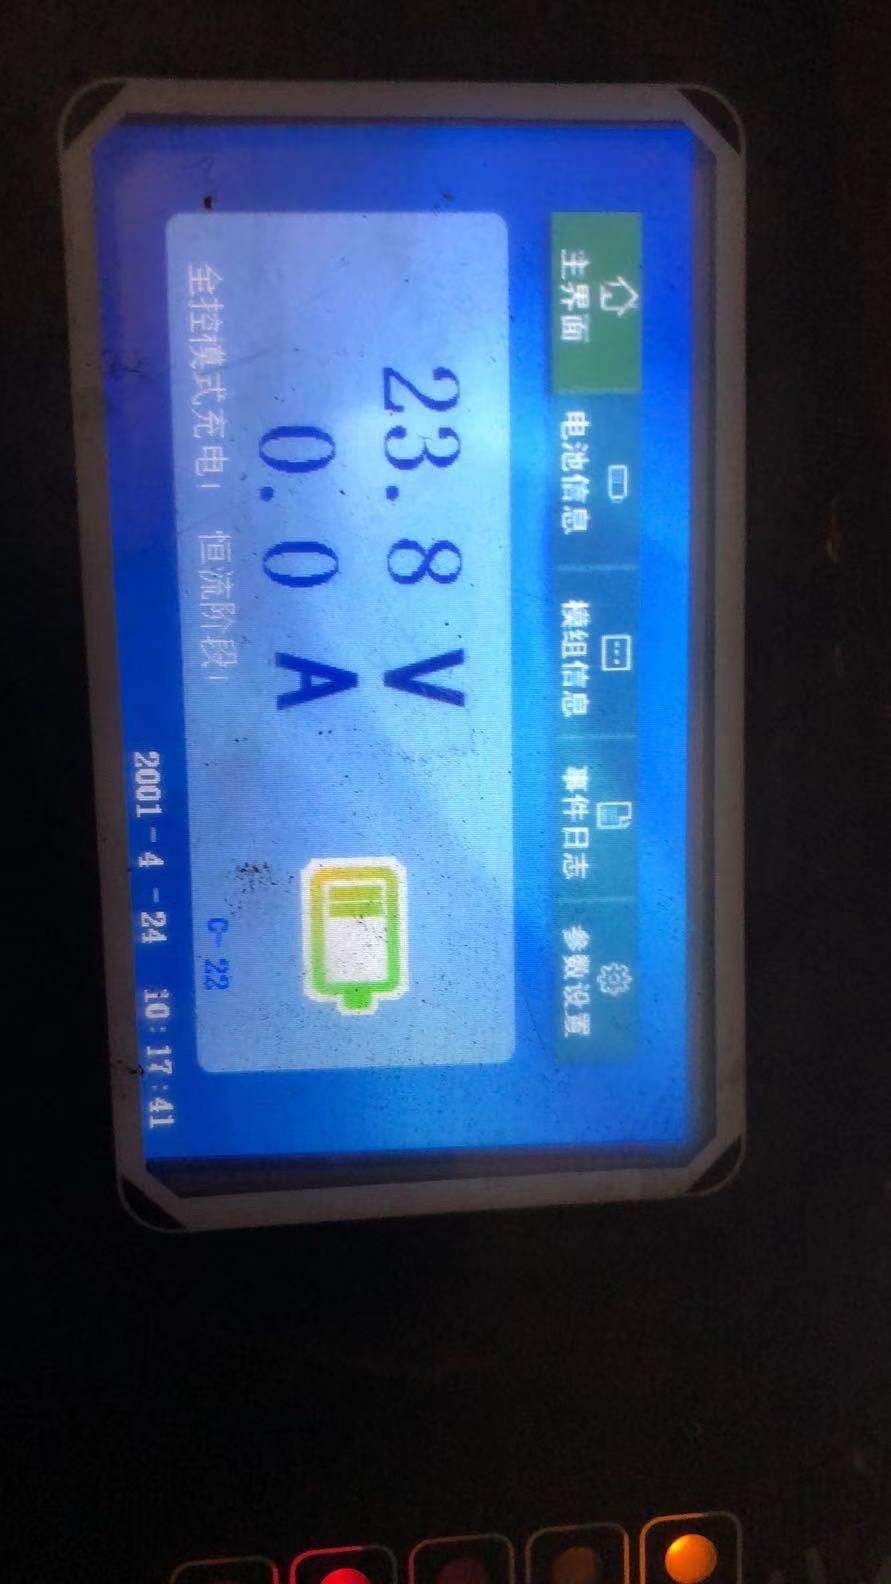 主界面 电池信息 模组信息 事件日志 参数设置
23.8 V
0.0 A
C-22
全控模式充电! 恒流阶段!
2001-4-24 10:17:41